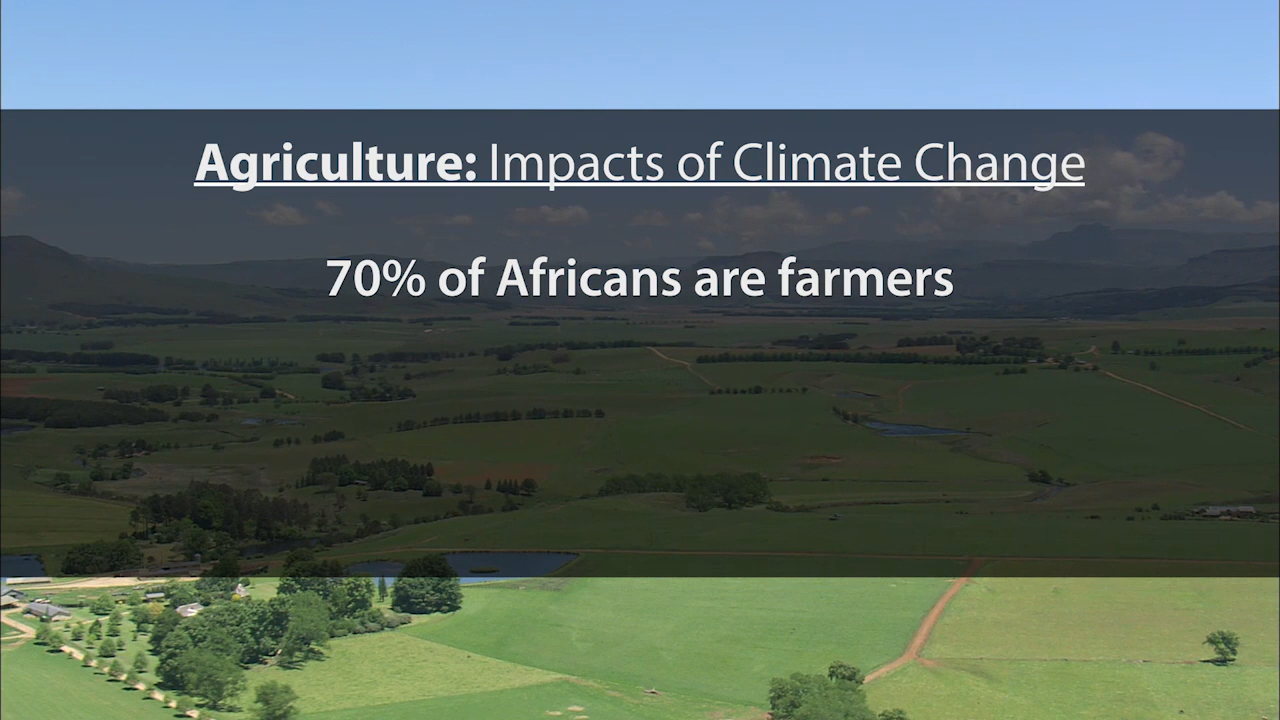 Agriculture: Impacts of Climate Change
70% of Africans are farmers